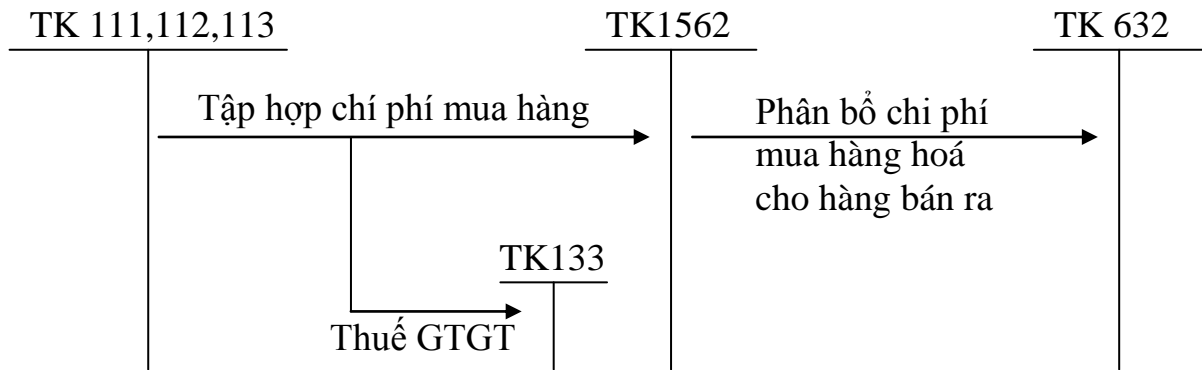 TK 111,112,113
TK1562
TK 632
Tập hợp chí phí mua hàng
Phân bổ chi phí
mua hàng hoá
cho hàng bán ra
TK133
Thuế GTGT